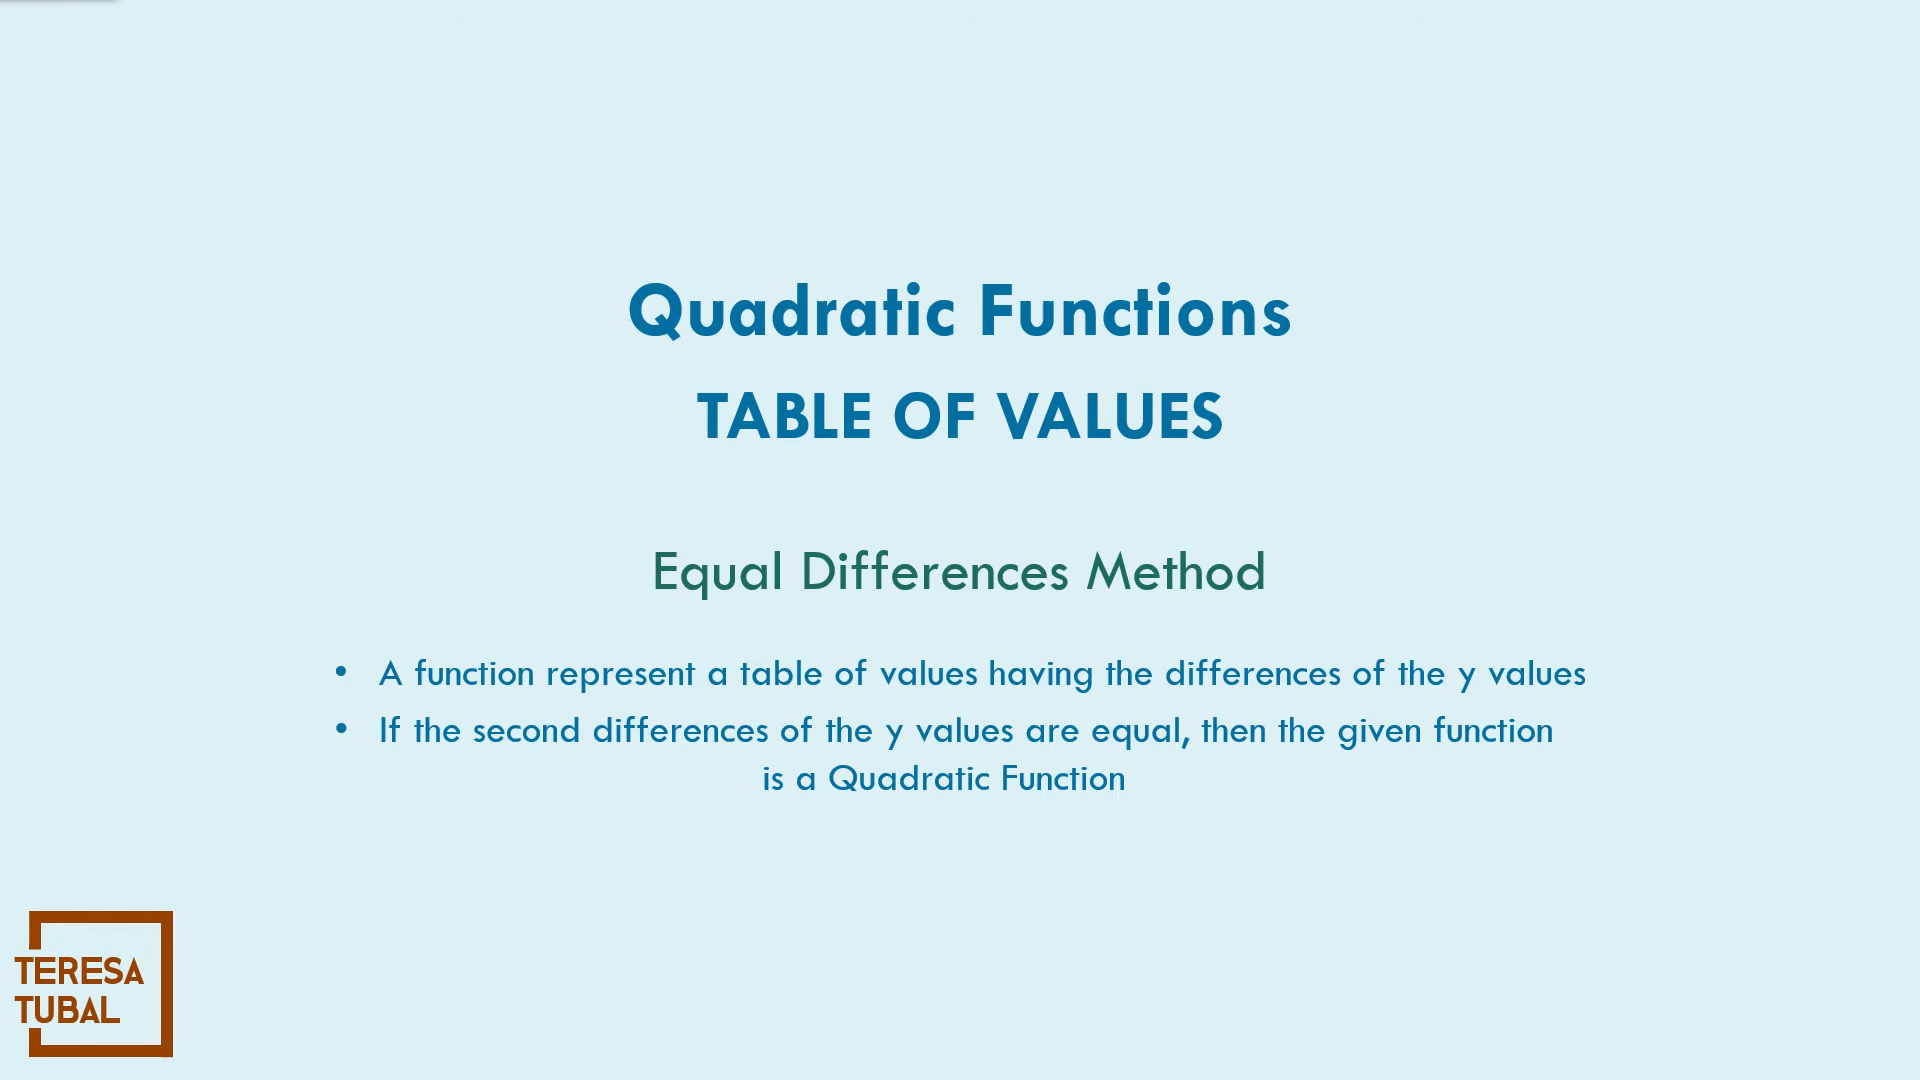 Quadratic Functions
TABLE OF VALUES
Equal Differences Method
• A function represent a table of values having the differences of the y values
• If the second differences of the y values are equal, then the given function
is a Quadratic Function
TERESA
TUBAL